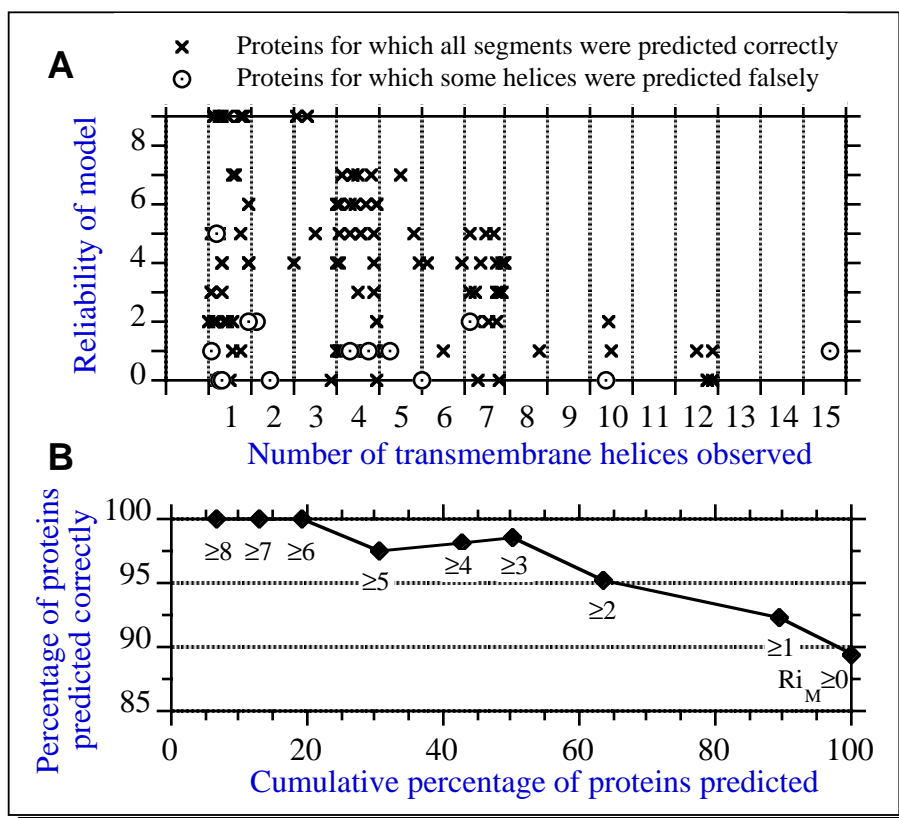 A
Proteins for which all segments were predicted correctly
Proteins for which some helices were predicted falsely
Reliability of model
8
6
4
2
0
1 2 3 4 5 6 7 8 9 10 11 12 13 14 15
Number of transmembrane helices observed
B
Percentage of proteins
predicted correctly
100
95
90
85
≥8 ≥7 ≥6 ≥5 ≥4 ≥3 ≥2 ≥1
RiM≥0
0 20 40 60 80 100
Cumulative percentage of proteins predicted